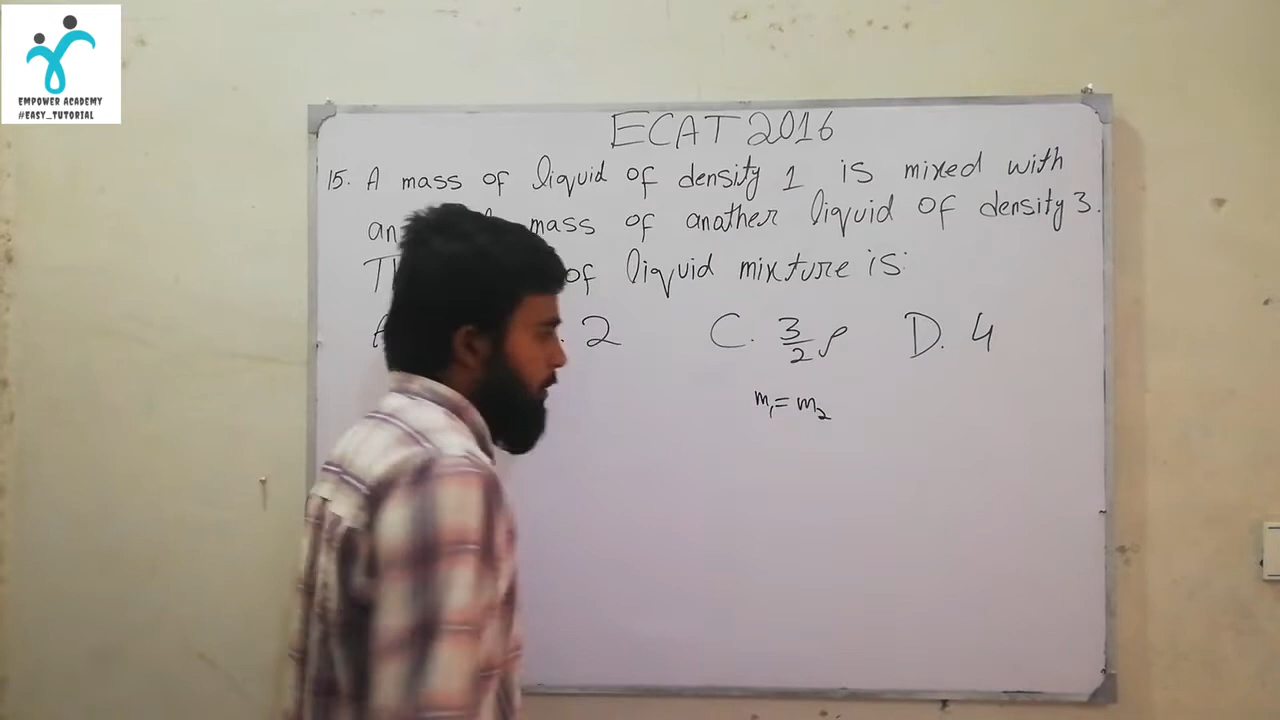 EMPOWER ACADEMY
#EASY_TUTORIAL
ECAT 2016
15. A mass of liquid of density 1 is mixed with
an mass of another liquid of density 3.
of liquid mixture is:
2 C. 3/2 ρ D. 4
m₁ = m₂